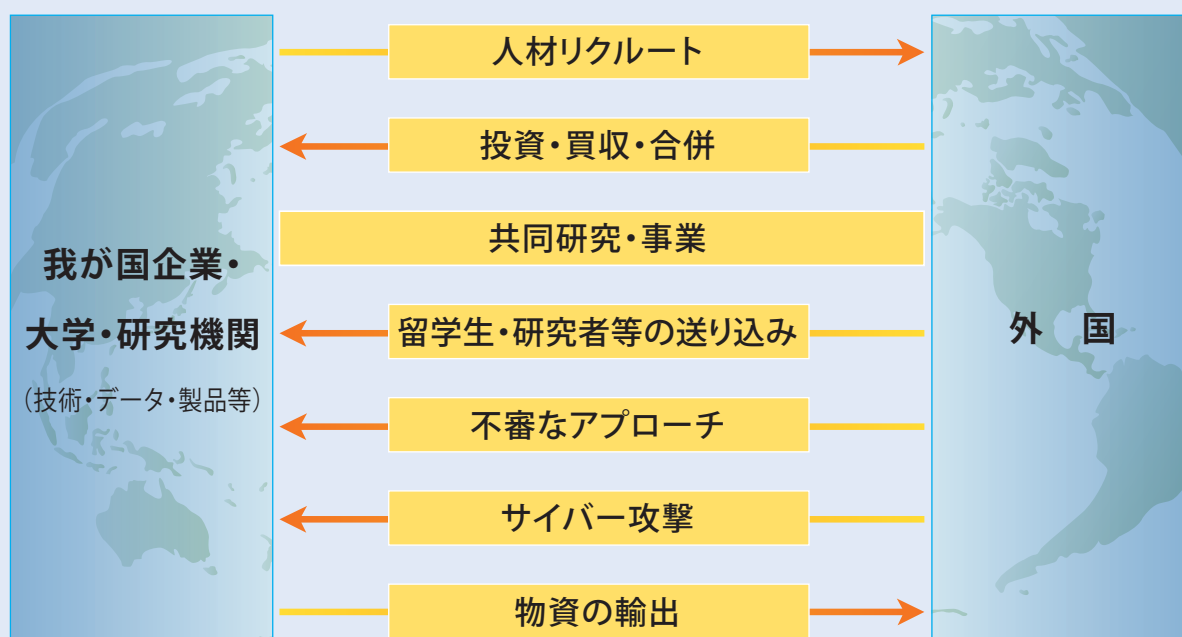 人材リクルート
投資・買収・合併
共同研究・事業
我が国企業・
大学・研究機関
（技術・データ・製品等）
留学生・研究者等の送り込み
外　国
不審なアプローチ
サイバー攻撃
物資の輸出